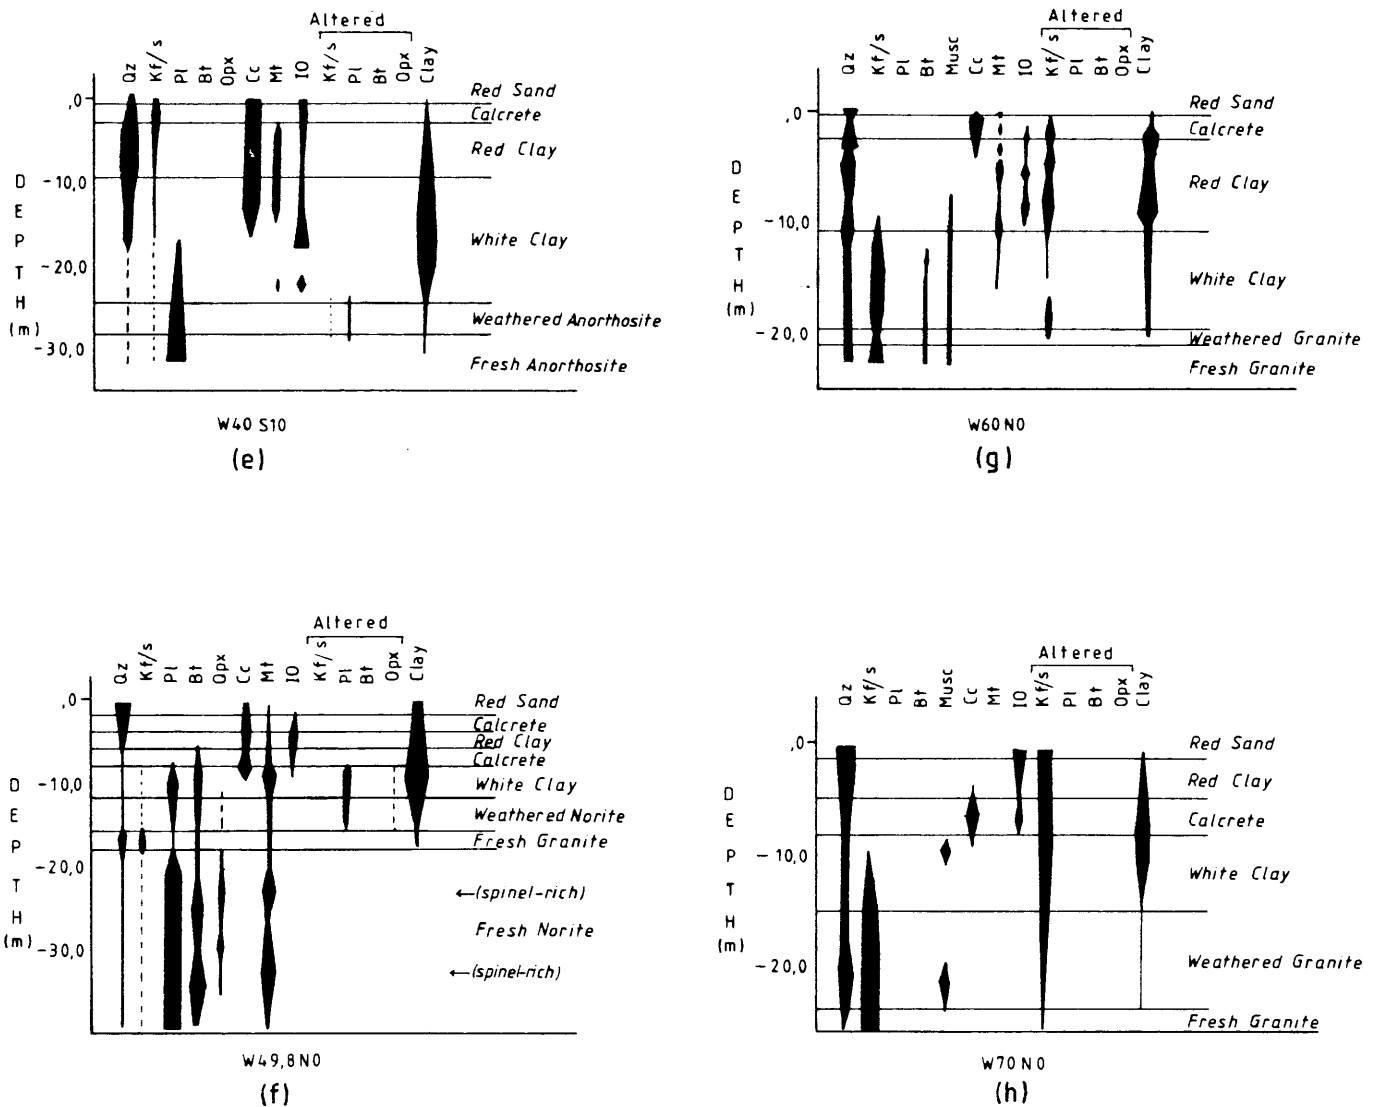 Altered
Qz Kf/s Pl Bt Opx Cc Mt IO Kf/s Pl Bt Opx Clay
,0
-10,0
-20,0
-30,0
DEPTH
(m)
Red Sand
Calcrete
Red Clay
White Clay
Weathered Anorthosite
Fresh Anorthosite
W40 S10
(e)
Altered
Qz Kf/s Pl Bt Musc Cc Mt IO Kf/s Pl Bt Opx Clay
,0
-10,0
-20,0
DEPTH
(m)
Red Sand
Calcrete
Red Clay
White Clay
Weathered Granite
Fresh Granite
W60N0
(g)
Altered
Qz Kf/s Pl Bt Opx Cc Mt IO Kf/s Pl Bt Opx Clay
,0
-10,0
-20,0
-30,0
DEPTH
(m)
Red Sand
Calcrete
Red Clay
Calcrete
White Clay
Weathered Norite
Fresh Granite
←(spinel-rich)
Fresh Norite
←(spinel-rich)
W49,8N0
(f)
Altered
Qz Kf/s Pl Bt Musc Cc Mt IO Kf/s Pl Bt Opx Clay
,0
-10,0
-20,0
DEPTH
(m)
Red Sand
Red Clay
Calcrete
White Clay
Weathered Granite
Fresh Granite
W70 N0
(h)